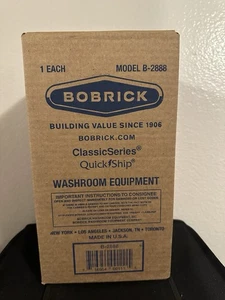 1 EACH MODEL B-2888
BOBRICK
BUILDING VALUE SINCE 1906
BOBRICK.COM
ClassicSeries®
QuickShip®
WASHROOM EQUIPMENT
IMPORTANT INSTRUCTIONS TO CONSIGNEE
NEW YORK • LOS ANGELES • JACKSON, TN • TORONTO
MADE IN U.S.A.
B-2888